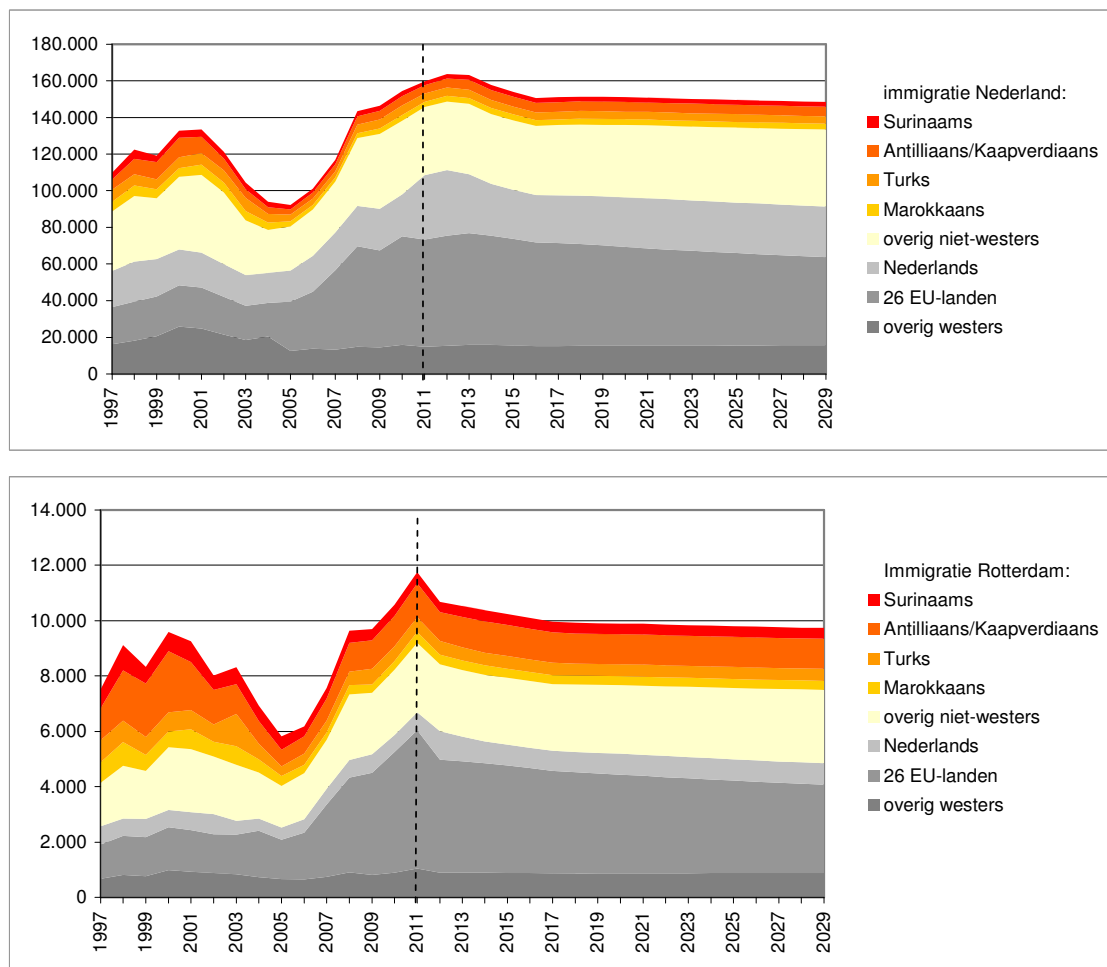 180.000
160.000
140.000
120.000
100.000
80.000
60.000
40.000
20.000
0
1997
1999
2001
2003
2005
2007
2009
2011
2013
2015
2017
2019
2021
2023
2025
2027
2029
immigratie Nederland:
Surinaams
Antilliaans/Kaapverdiaans
Turks
Marokkaans
overig niet-westers
Nederlands
26 EU-landen
overig westers
14.000
12.000
10.000
8.000
6.000
4.000
2.000
0
1997
1999
2001
2003
2005
2007
2009
2011
2013
2015
2017
2019
2021
2023
2025
2027
2029
Immigratie Rotterdam:
Surinaams
Antilliaans/Kaapverdiaans
Turks
Marokkaans
overig niet-westers
Nederlands
26 EU-landen
overig westers